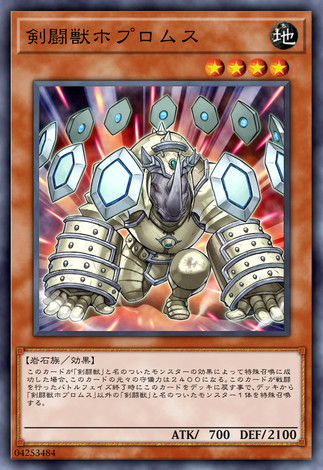 剣闘獣ホプロムス
地
【岩石族／効果】
このカードが「剣闘獣」と名のついたモンスターの効果によって特殊召喚に成
功した場合、このカードの元々の守備力は２４００になる。このカードが戦闘
を行ったバトルフェイズ終了時にこのカードをデッキに戻す事で、デッキから
「剣闘獣ホプロムス」以外の「剣闘獣」と名のついたモンスター１体を特殊召喚
する。
ATK/ 700 DEF/2100
04253484